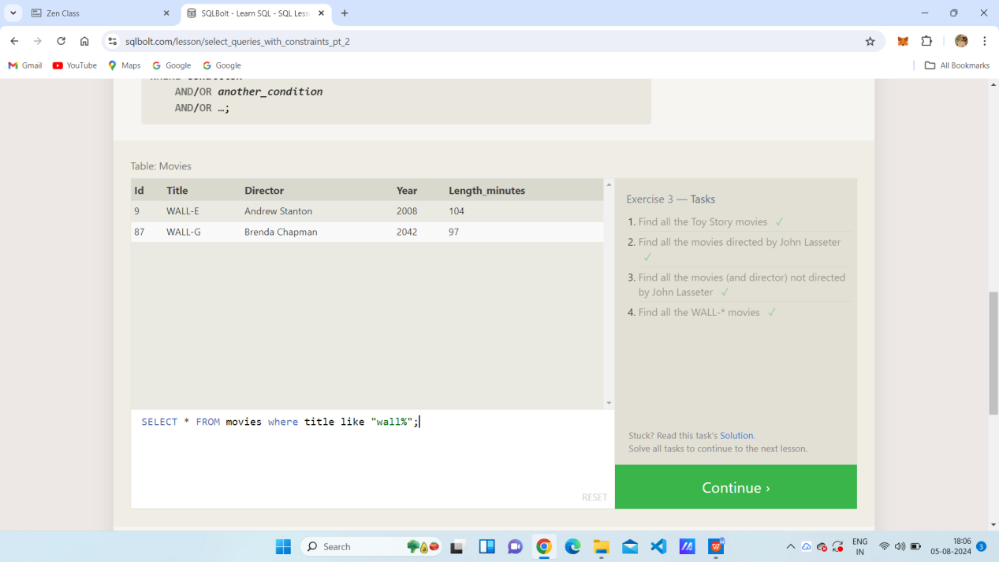 Zen Class
SQLBolt - Learn SQL - SQL Less
sqlbolt.com/lesson/select_queries_with_constraints_pt_2
Gmail YouTube Maps Google Google All Bookmarks
AND/OR another_condition
AND/OR …;
Table: Movies
Id Title Director Year Length_minutes
9 WALL-E Andrew Stanton 2008 104
87 WALL-G Brenda Chapman 2042 97
Exercise 3 — Tasks
1. Find all the Toy Story movies ✓
2. Find all the movies directed by John Lasseter
✓
3. Find all the movies (and director) not directed
by John Lasseter ✓
4. Find all the WALL-* movies ✓
SELECT * FROM movies where title like "wall%";
RESET
Stuck? Read this task's Solution.
Solve all tasks to continue to the next lesson.
Continue ›
Search
ENG
IN
18:06
05-08-2024
3